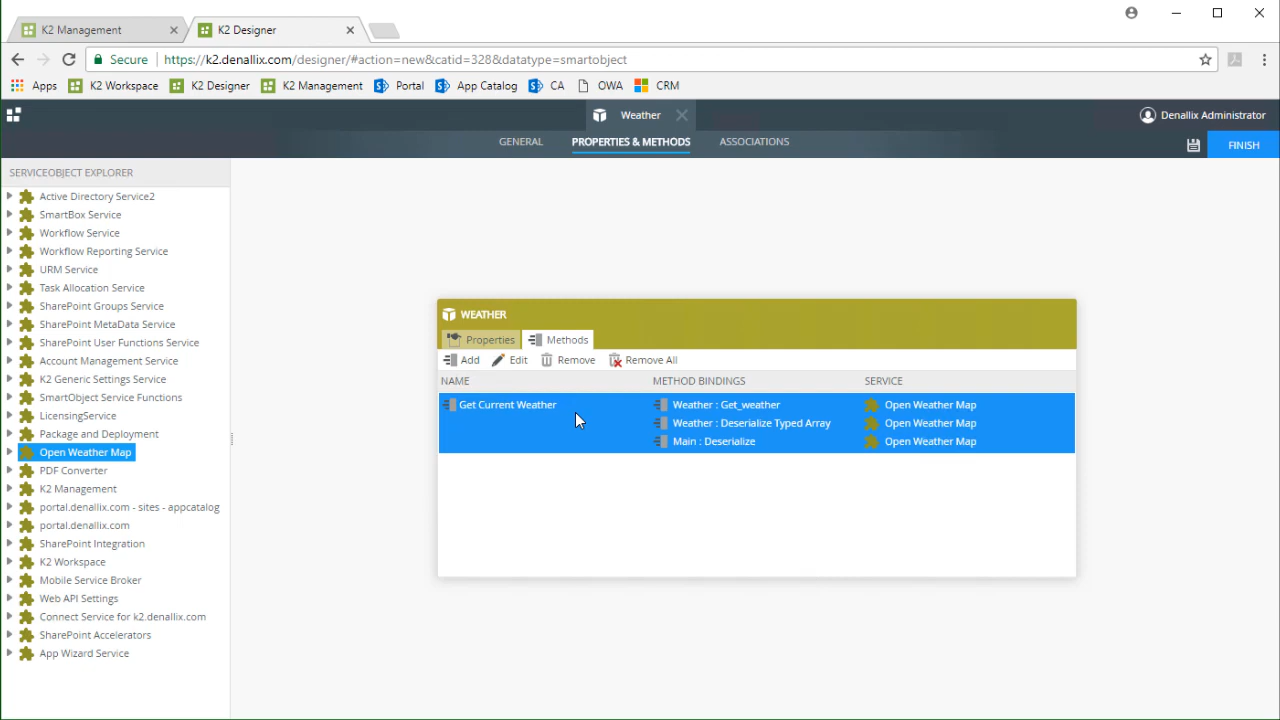 K2 Management
K2 Designer
Secure https://k2.denallix.com/designer/#action=new&catid=328&datatype=smartobject
Apps K2 Workspace K2 Designer K2 Management Portal App Catalog CA OWA CRM
Weather
Denallix Administrator
GENERAL PROPERTIES & METHODS ASSOCIATIONS
FINISH
SERVICEOBJECT EXPLORER
Active Directory Service2
SmartBox Service
Workflow Service
Workflow Reporting Service
URM Service
Task Allocation Service
SharePoint Groups Service
SharePoint MetaData Service
SharePoint User Functions Service
Account Management Service
K2 Generic Settings Service
SmartObject Service Functions
LicensingService
Package and Deployment
Open Weather Map
PDF Converter
K2 Management
portal.denallix.com - sites - appcatalog
portal.denallix.com
SharePoint Integration
K2 Workspace
Mobile Service Broker
Web API Settings
Connect Service for k2.denallix.com
SharePoint Accelerators
App Wizard Service
WEATHER
Properties Methods
Add Edit Remove Remove All
NAME METHOD BINDINGS SERVICE
Get Current Weather Weather : Get_weather Open Weather Map
Weather : Deserialize Typed Array Open Weather Map
Main : Deserialize Open Weather Map